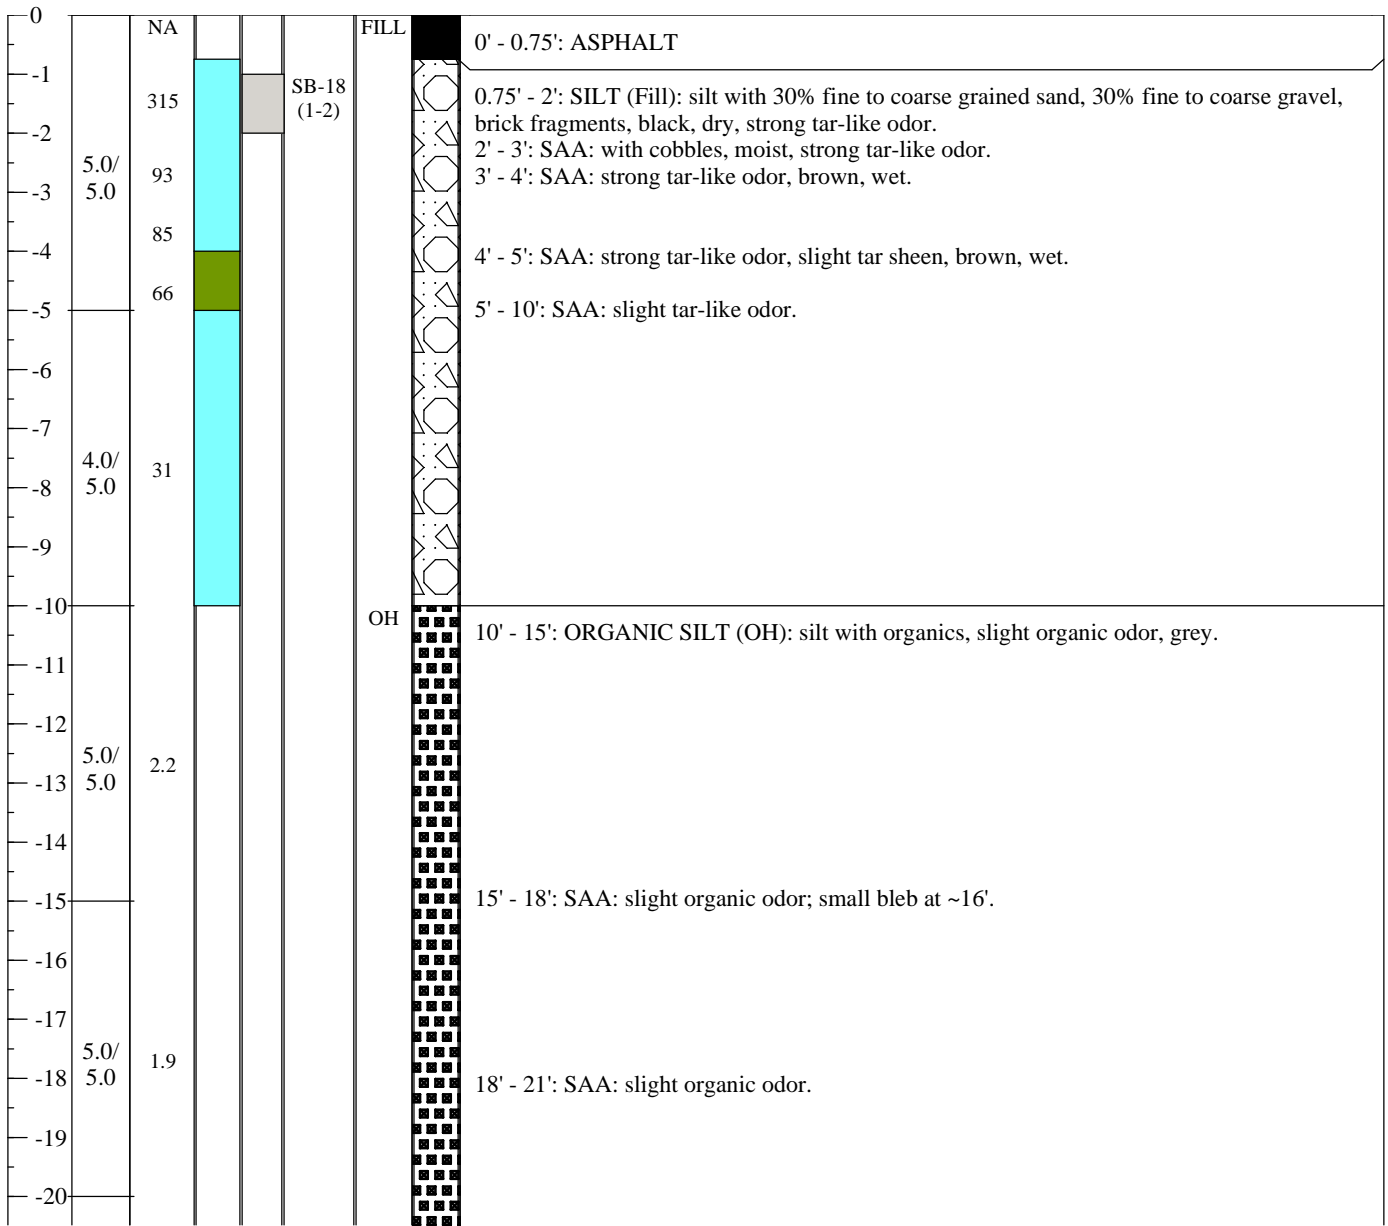 0
NA
FILL
0' - 0.75': ASPHALT
-1
315
SB-18
(1-2)
0.75' - 2': SILT (Fill): silt with 30% fine to coarse grained sand, 30% fine to coarse gravel,
brick fragments, black, dry, strong tar-like odor.
-2
2' - 3': SAA: with cobbles, moist, strong tar-like odor.
5.0/
5.0
93
3' - 4': SAA: strong tar-like odor, brown, wet.
-3
85
-4
4' - 5': SAA: strong tar-like odor, slight tar sheen, brown, wet.
66
-5
5' - 10': SAA: slight tar-like odor.
-6
-7
4.0/
5.0
31
-8
-9
-10
OH
10' - 15': ORGANIC SILT (OH): silt with organics, slight organic odor, grey.
-11
-12
5.0/
5.0
2.2
-13
-14
-15
15' - 18': SAA: slight organic odor; small bleb at ~16'.
-16
-17
5.0/
5.0
1.9
-18
18' - 21': SAA: slight organic odor.
-19
-20